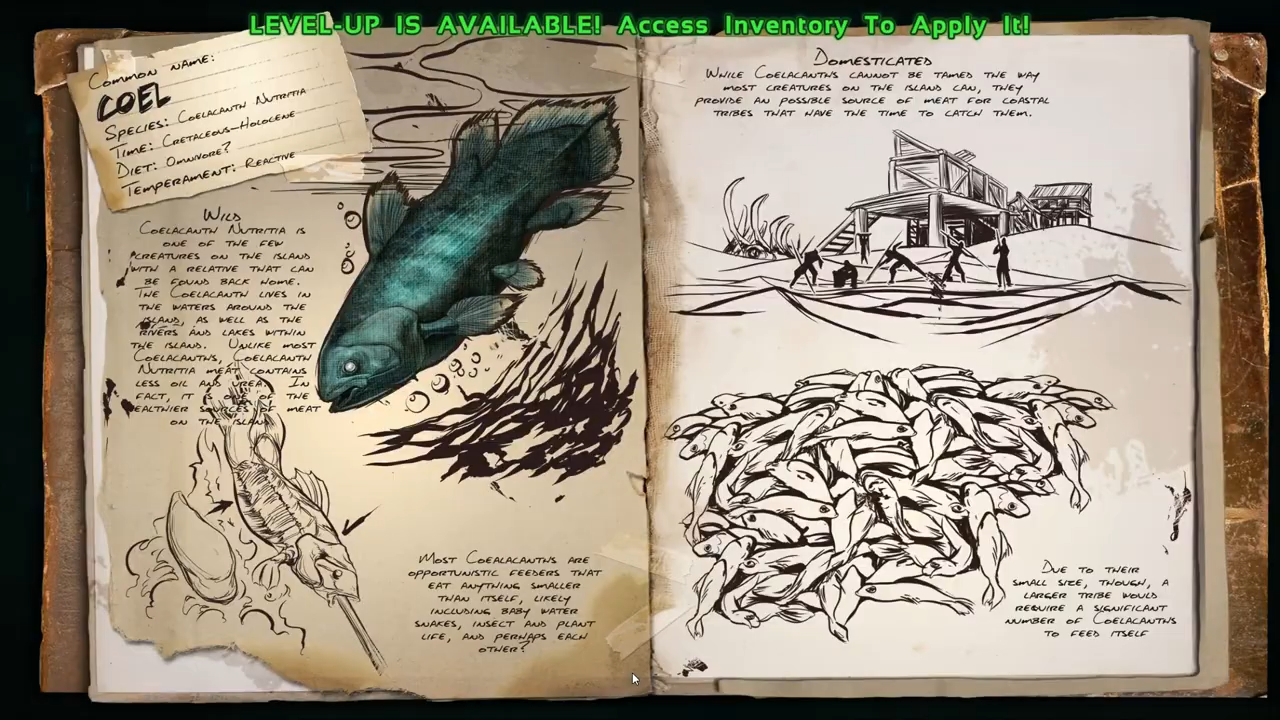 LEVEL-UP IS AVAILABLE! Access Inventory To Apply It!
Common name:
COEL
Species: Coelacanth Nutritia
Time: Cretaceous-Holocene
Diet: Omnivore?
Temperament: Reactive
Wild
Coelacanth Nutritia is
one of the few
creatures on the island
with a relative that can
be found back home.
The Coelacanth lives in
the waters around the
island, as well as the
rivers and lakes within
the island. Unlike most
Coelacanths, Coelacanth
Nutritia meat contains
less oil and urea. In
fact, it is one of the
healthier sources of meat
on the island
Most Coealacanths are
opportunistic feeders that
eat anything smaller
than itself, likely
including baby water
snakes, insect and plant
life, and perhaps each
other?
Domesticated
While Coelacanths cannot be tamed the way
most creatures on the island can, they
provide an possible source of meat for coastal
tribes that have the time to catch them.
Due to their
small size, though, a
larger tribe would
require a significant
number of Coelacanths
to feed itself